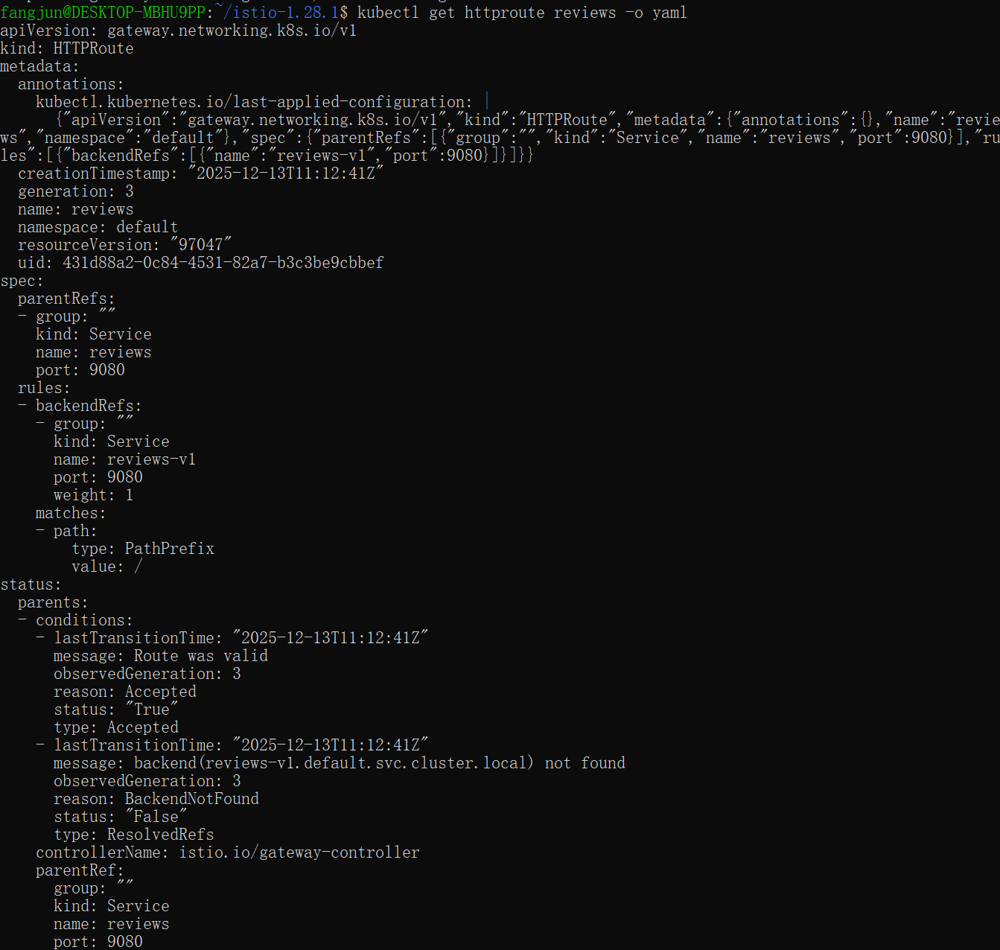 fangjun@DESKTOP-MBHU9PP:~/istio-1.28.1$ kubectl get httproute reviews -o yaml
apiVersion: gateway.networking.k8s.io/v1
kind: HTTPRoute
metadata:
  annotations:
    kubectl.kubernetes.io/last-applied-configuration: |
      {"apiVersion":"gateway.networking.k8s.io/v1","kind":"HTTPRoute","metadata":{"annotations":{},"name":"revie
ws","namespace":"default"},"spec":{"parentRefs":[{"group":"","kind":"Service","name":"reviews","port":9080}],"ru
les":[{"backendRefs":[{"name":"reviews-v1","port":9080}]}]}}
  creationTimestamp: "2025-12-13T11:12:41Z"
  generation: 3
  name: reviews
  namespace: default
  resourceVersion: "97047"
  uid: 431d88a2-0c84-4531-82a7-b3c3be9cbbef
spec:
  parentRefs:
  - group: ""
    kind: Service
    name: reviews
    port: 9080
  rules:
  - backendRefs:
    - group: ""
      kind: Service
      name: reviews-v1
      port: 9080
      weight: 1
    matches:
    - path:
        type: PathPrefix
        value: /
status:
  parents:
  - conditions:
    - lastTransitionTime: "2025-12-13T11:12:41Z"
      message: Route was valid
      observedGeneration: 3
      reason: Accepted
      status: "True"
      type: Accepted
    - lastTransitionTime: "2025-12-13T11:12:41Z"
      message: backend(reviews-v1.default.svc.cluster.local) not found
      observedGeneration: 3
      reason: BackendNotFound
      status: "False"
      type: ResolvedRefs
    controllerName: istio.io/gateway-controller
    parentRef:
      group: ""
      kind: Service
      name: reviews
      port: 9080